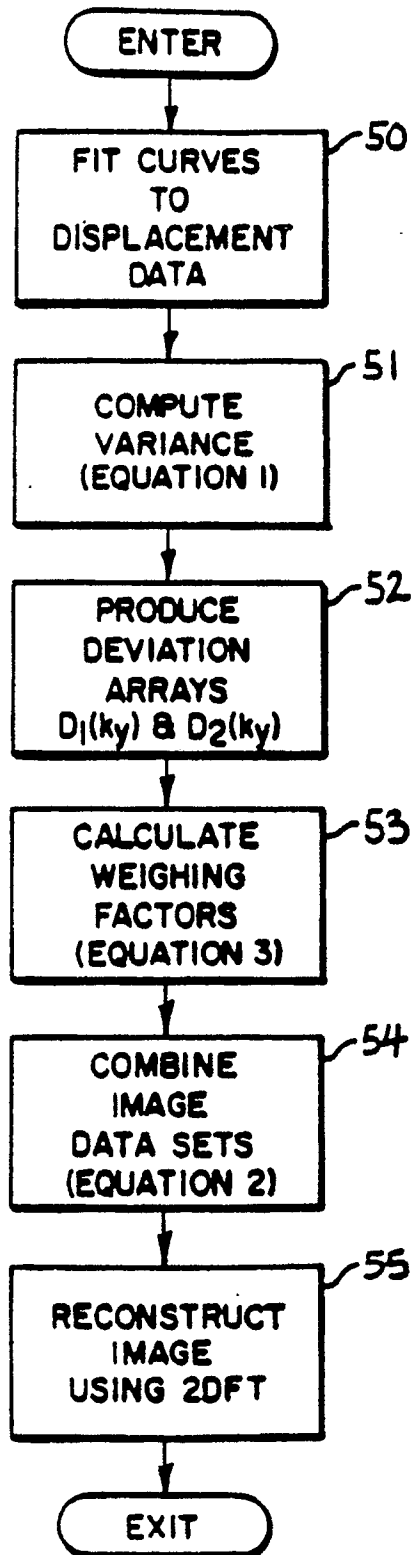 ENTER
50
FIT CURVES
TO
DISPLACEMENT
DATA
51
COMPUTE
VARIANCE
(EQUATION 1)
52
PRODUCE
DEVIATION
ARRAYS
D₁(ky) & D₂(ky)
53
CALCULATE
WEIGHING
FACTORS
(EQUATION 3)
54
COMBINE
IMAGE
DATA SETS
(EQUATION 2)
55
RECONSTRUCT
IMAGE
USING 2DFT
EXIT